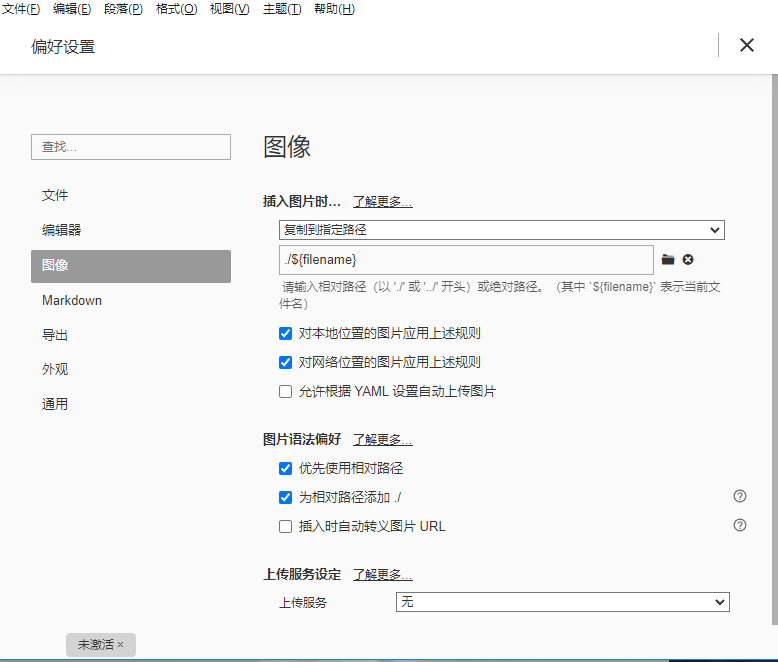 文件(F) 编辑(E) 段落(P) 格式(O) 视图(V) 主题(T) 帮助(H)
偏好设置
查找...
文件
编辑器
图像
Markdown
导出
外观
通用
图像
插入图片时... 了解更多...
复制到指定路径
./${filename}
请输入相对路径（以 './' 或 '../' 开头）或绝对路径。（其中 `${filename}` 表示当前文
件名）
对本地位置的图片应用上述规则
对网络位置的图片应用上述规则
允许根据 YAML 设置自动上传图片
图片语法偏好 了解更多...
优先使用相对路径
为相对路径添加 ./
插入时自动转义图片 URL
上传服务设定 了解更多...
上传服务 无
未激活 ×